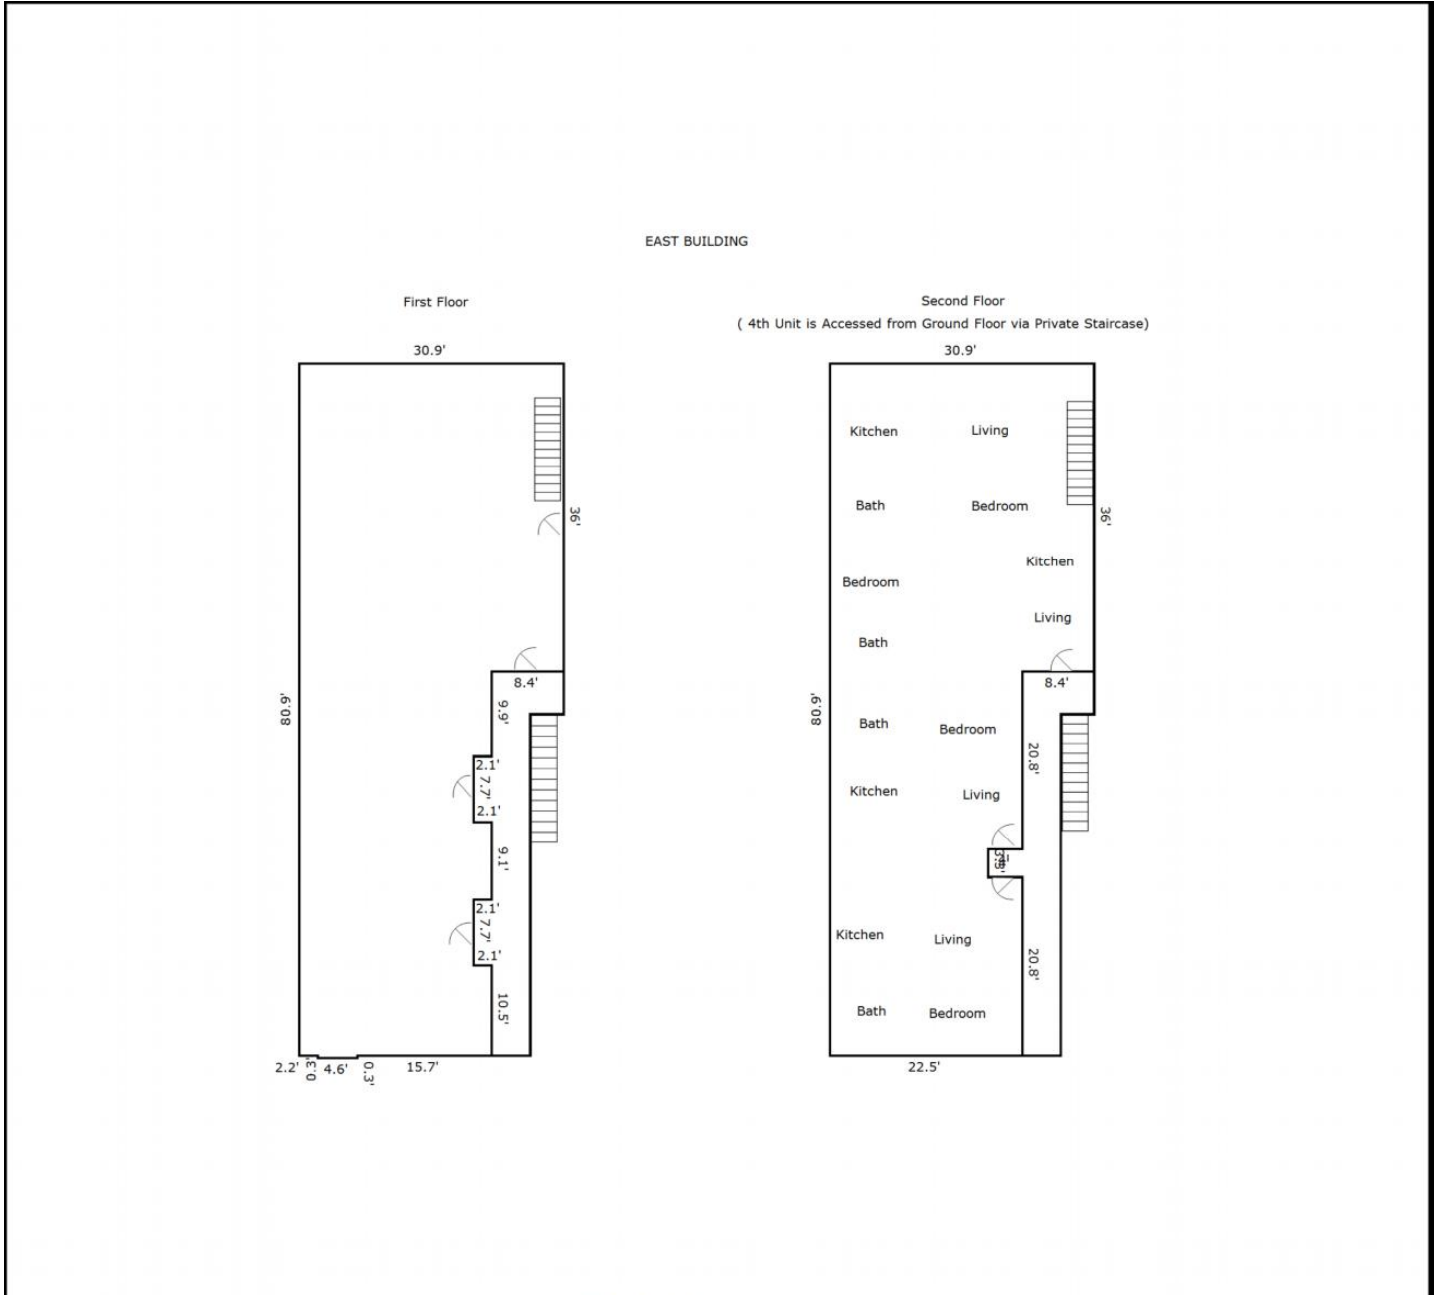 EAST BUILDING
First Floor
Second Floor
( 4th Unit is Accessed from Ground Floor via Private Staircase)
30.9'
36'
80.9'
8.4'
9.9'
2.1'
7.7'
2.1'
9.1'
2.1'
7.7'
2.1'
10.5'
2.2'
0.3'
4.6'
0.3'
15.7'
30.9'
Kitchen
Living
Bath
Bedroom
36'
Kitchen
Bedroom
Living
Bath
8.4'
80.9'
Bath
Bedroom
20.8'
Kitchen
Living
3.3'
4'
Kitchen
Living
20.8'
Bath
Bedroom
22.5'